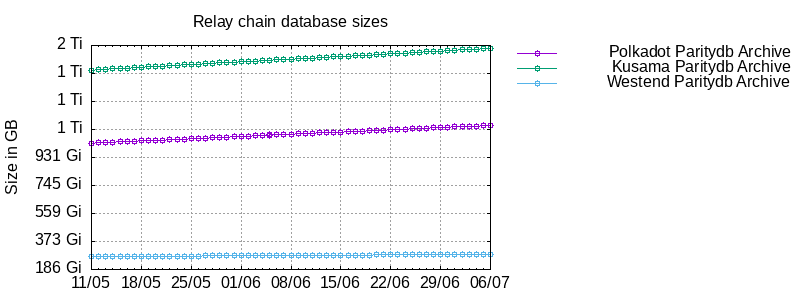 Relay chain database sizes
Polkadot Paritydb Archive
Kusama Paritydb Archive
Westend Paritydb Archive
Size in GB
2 Ti
1 Ti
1 Ti
1 Ti
931 Gi
745 Gi
559 Gi
373 Gi
186 Gi
11/05 18/05 25/05 01/06 08/06 15/06 22/06 29/06 06/07